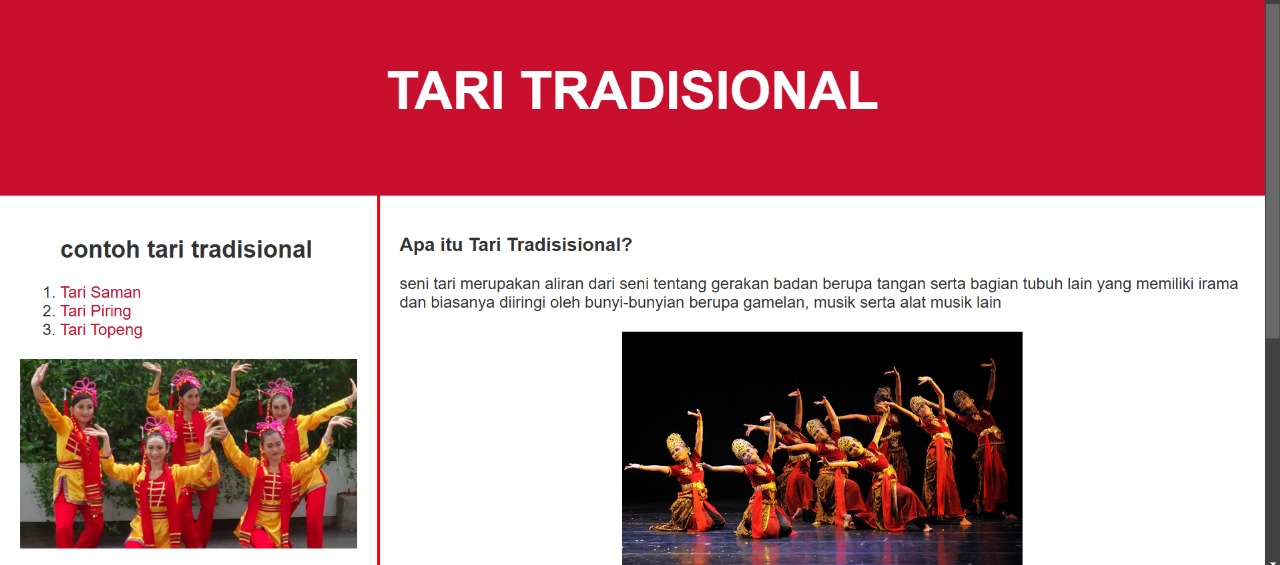 TARI TRADISIONAL
contoh tari tradisional
1. Tari Saman
2. Tari Piring
3. Tari Topeng
Apa itu Tari Tradisisional?
seni tari merupakan aliran dari seni tentang gerakan badan berupa tangan serta bagian tubuh lain yang memiliki irama
dan biasanya diiringi oleh bunyi-bunyian berupa gamelan, musik serta alat musik lain